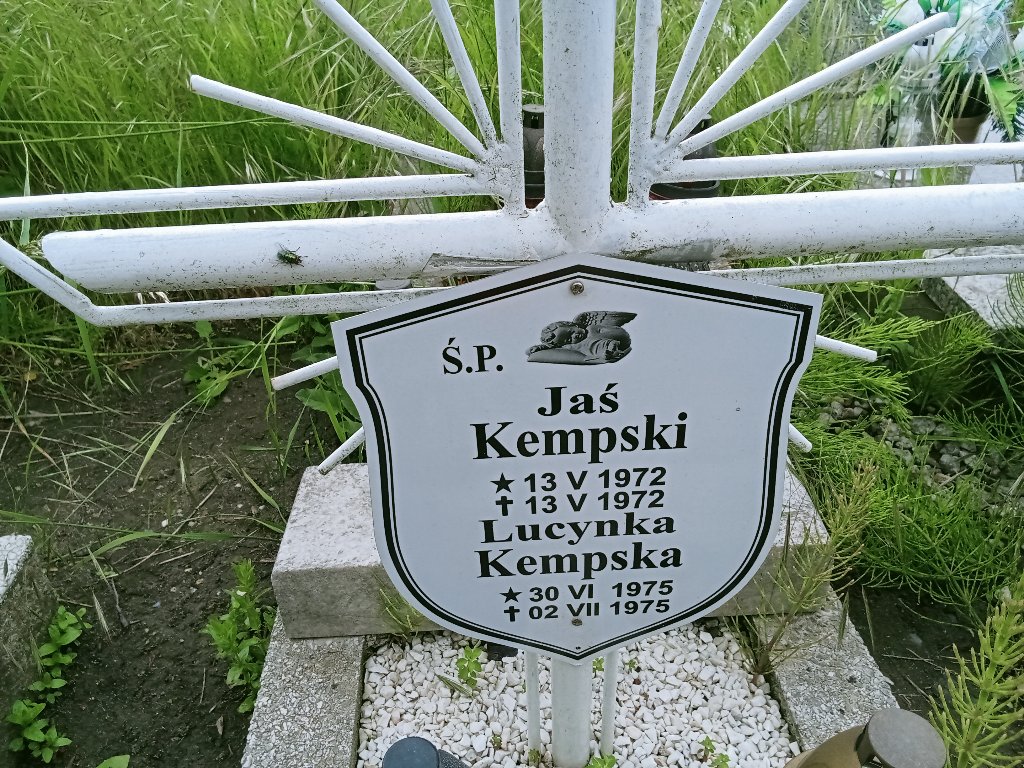 Ś.P.
Jaś
Kempski
★ 13 V 1972
✝ 13 V 1972
Lucynka
Kempska
★ 30 VI 1975
✝ 02 VII 1975